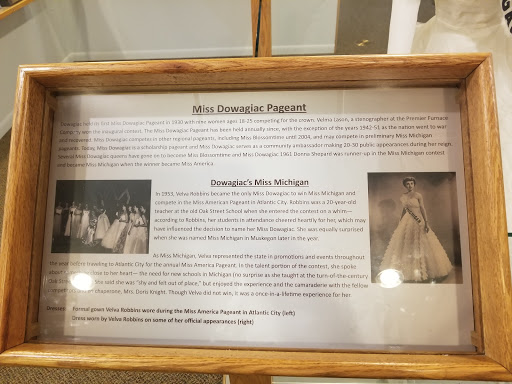 Miss Dowagiac Pageant
Dowagiac held its first Miss Dowagiac Pageant in 1930 with nine women ages 18-25 competing for the crown. Velma Eason, a stenographer at the Premier Furnace
Company won the inaugural contest. The Miss Dowagiac Pageant has been held annually since, with the exception of the years 1942-51 as the nation went to war
and recovered. Miss Dowagiac competes in other regional pageants, including Miss Blossomtime until 2004, and may compete in preliminary Miss Michigan
pageants. Today, Miss Dowagiac is a scholarship pageant and Miss Dowagiac serves as a community ambassador making 20-30 public appearances during her reign.
Several Miss Dowagiac queens have gone on to become Miss Blossomtime and Miss Dowagiac 1961 Donna Shepard was runner-up in the Miss Michigan contest
and became Miss Michigan when the winner became Miss America.
Dowagiac's Miss Michigan
In 1953, Velva Robbins became the only Miss Dowagiac to win Miss Michigan and
compete in the Miss American Pageant in Atlantic City. Robbins was a 20-year-old
teacher at the old Oak Street School when she entered the contest on a whim—
according to Robbins, her students in attendance cheered heartily for her, which may
have influenced the decision to name her Miss Dowagiac. She was equally surprised
when she was named Miss Michigan in Muskegon later in the year.
As Miss Michigan, Velva represented the state in promotions and events throughout
the year before traveling to Atlantic City for the annual Miss America Pageant. In the talent portion of the contest, she spoke
about close to her heart— the need for new schools in Michigan (no surprise as she taught at the turn-of-the-century
Oak Street She said she was "shy and felt out of place," but enjoyed the experience and the camaraderie with the fellow
chaperone, Mrs. Doris Knight. Though Velva did not win, it was a once-in-a-lifetime experience for her.
Dresses: Formal gown Velva Robbins wore during the Miss America Pageant in Atlantic City (left)
Dress worn by Velva Robbins on some of her official appearances (right)